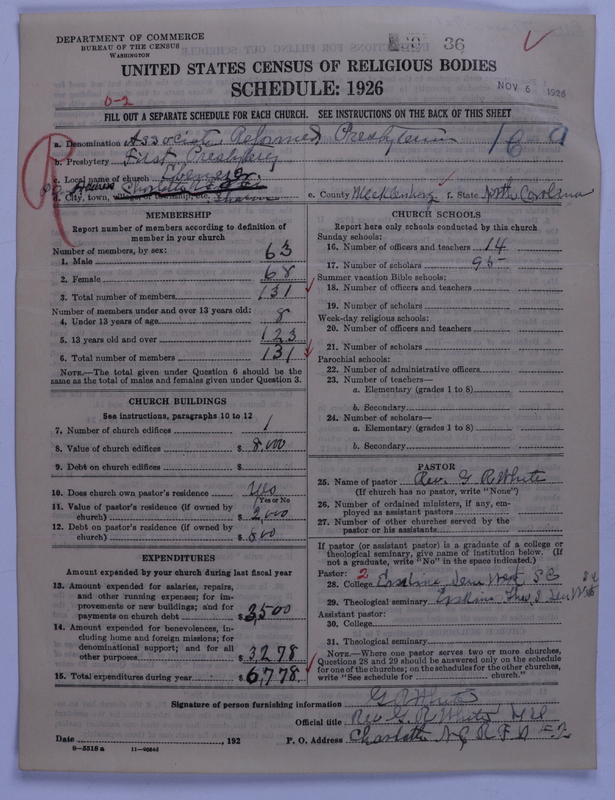 DEPARTMENT OF COMMERCE
BUREAU OF THE CENSUS
WASHINGTON
36
UNITED STATES CENSUS OF RELIGIOUS BODIES
SCHEDULE: 1926
NOV 6 1926
0-2
FILL OUT A SEPARATE SCHEDULE FOR EACH CHURCH. SEE INSTRUCTIONS ON THE BACK OF THIS SHEET
a. Denomination Associate Reformed Presbyterian
b. Presbytery First Presbytery
c. Local name of church Ebenezer
d. City, town, village, or township, etc. Sharon
e. County Mecklenburg f. State North Carolina
MEMBERSHIP
Report number of members according to definition of member in your church
Number of members, by sex:
1. Male 63
2. Female 68
3. Total number of members 131
Number of members under and over 13 years old:
4. Under 13 years of age 8
5. 13 years old and over 123
6. Total number of members 131
NOTE.—The total given under Question 6 should be the same as the total of males and females given under Question 3.
CHURCH BUILDINGS
See instructions, paragraphs 10 to 12
7. Number of church edifices 1
8. Value of church edifices $ 8,000
9. Debt on church edifices $
10. Does church own pastor's residence Yes
(Yes or No)
11. Value of pastor's residence (if owned by church) $ 2,000
12. Debt on pastor's residence (if owned by church) $ 800
EXPENDITURES
Amount expended by your church during last fiscal year
13. Amount expended for salaries, repairs, and other running expenses; for improvements or new buildings; and for payments on church debt $ 3500
14. Amount expended for benevolences, including home and foreign missions; for denominational support; and for all other purposes $ 3278
15. Total expenditures during year $ 6778
CHURCH SCHOOLS
Report here only schools conducted by this church
Sunday schools:
16. Number of officers and teachers 14
17. Number of scholars 95
Summer vacation Bible schools:
18. Number of officers and teachers
19. Number of scholars
Week-day religious schools:
20. Number of officers and teachers
21. Number of scholars
Parochial schools:
22. Number of administrative officers
23. Number of teachers—
a. Elementary (grades 1 to 8)
b. Secondary
24. Number of scholars—
a. Elementary (grades 1 to 8)
b. Secondary
PASTOR
25. Name of pastor Rev. G. R. White
(If church has no pastor, write "None")
26. Number of ordained ministers, if any, employed as assistant pastors
27. Number of other churches served by the pastor or his assistants
If pastor (or assistant pastor) is a graduate of a college or theological seminary, give name of institution below. (If not a graduate, write "No" in the space indicated.)
Pastor: 2
28. College Erskine
29. Theological seminary Erskine
Assistant pastor:
30. College
31. Theological seminary
NOTE.—Where one pastor serves two or more churches, Questions 28 and 29 should be answered only on the schedule for one of the churches; on the schedules for the other churches, write "See schedule for church."
Signature of person furnishing information G R White
Official title Rev. G. R. White
Date , 192 P. O. Address Charlotte N C R F D
9-5518 a